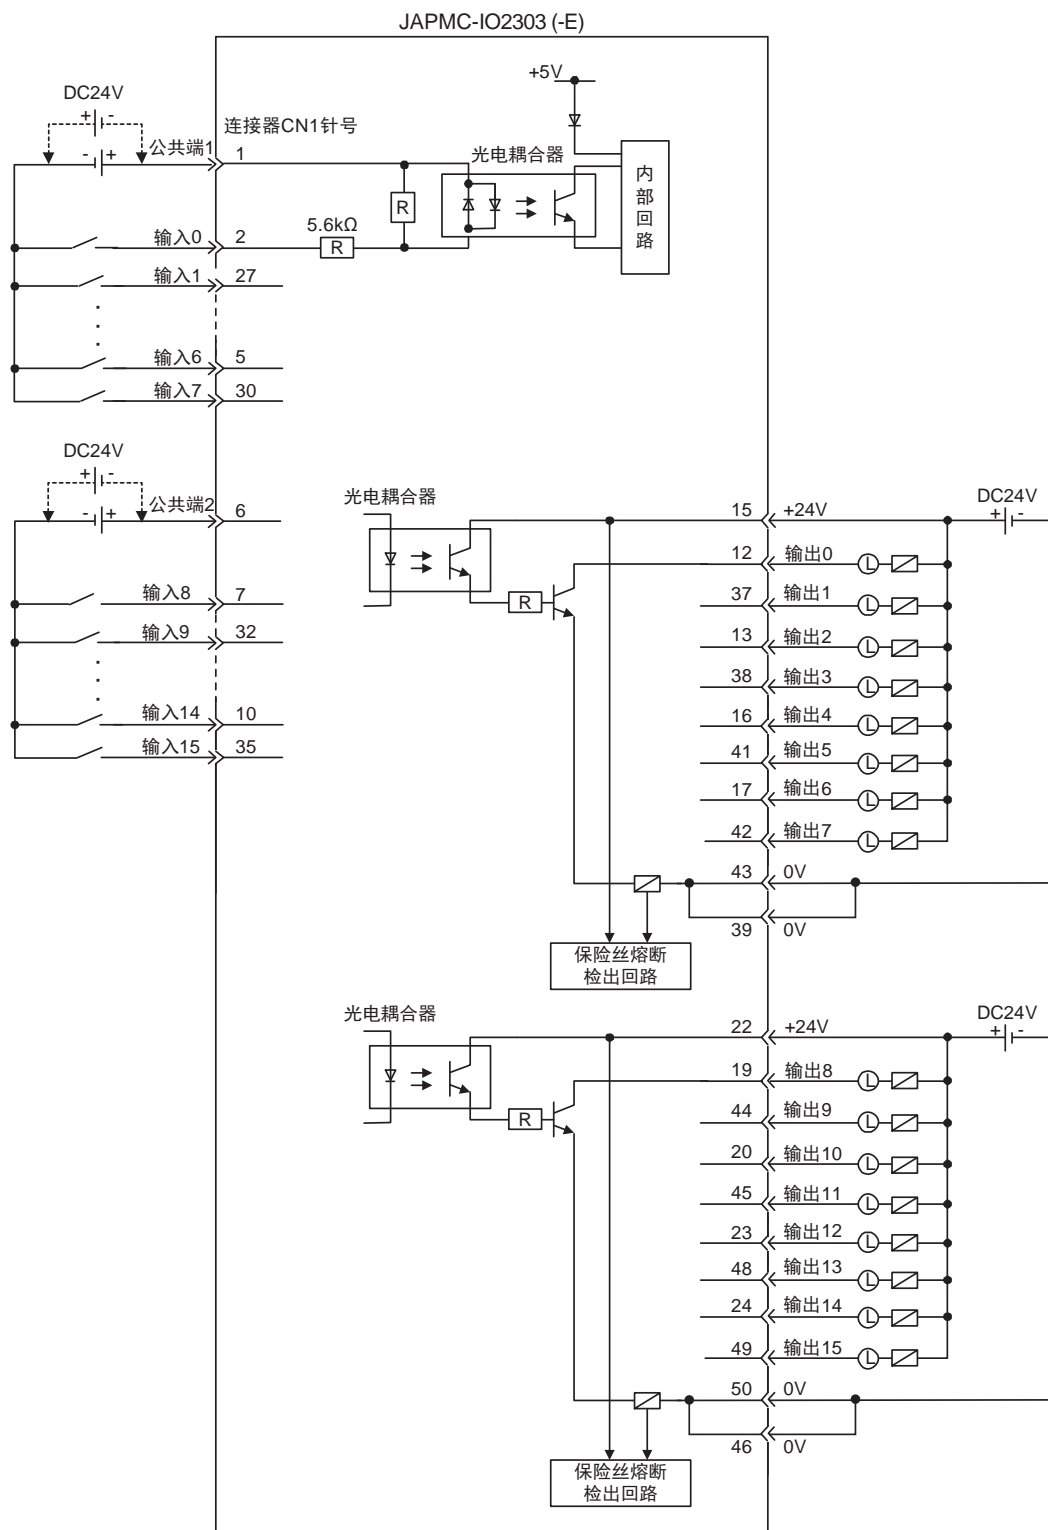 JAPMC-IO2303 (-E)
+5V
DC24V
+ -
连接器CN1针号
公共端1
- +
1
光电耦合器
内部回路
R
5.6kΩ
R
输入0 2
输入1 27
输入6 5
输入7 30
DC24V
+ -
公共端2
- +
6
输入8 7
输入9 32
输入14 10
输入15 35
光电耦合器
R
15 +24V
DC24V
+ -
12 输出0 L
37 输出1 L
13 输出2 L
38 输出3 L
16 输出4 L
41 输出5 L
17 输出6 L
42 输出7 L
43 0V
39 0V
保险丝熔断
检出回路
光电耦合器
R
22 +24V
DC24V
+ -
19 输出8 L
44 输出9 L
20 输出10 L
45 输出11 L
23 输出12 L
48 输出13 L
24 输出14 L
49 输出15 L
50 0V
46 0V
保险丝熔断
检出回路